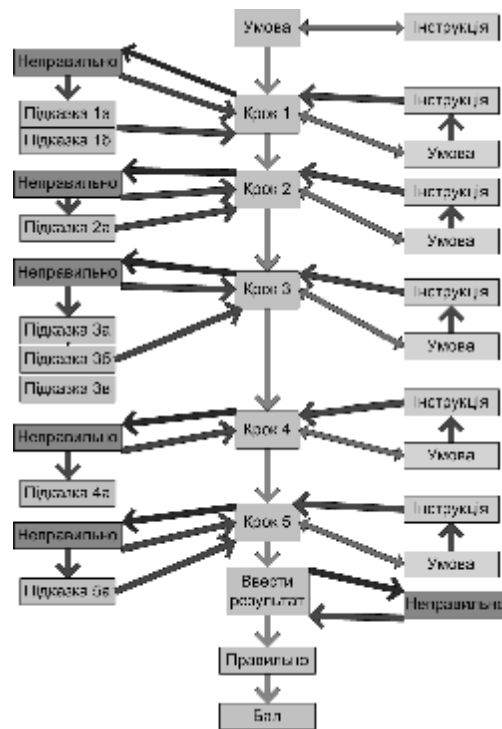 Умова
Інструкція
Неправильно
Підказка 1а
Підказка 1б
Крок 1
Інструкція
Умова
Неправильно
Підказка 2а
Крок 2
Інструкція
Умова
Неправильно
Підказка 3а
Підказка 3б
Підказка 3в
Крок 3
Інструкція
Умова
Неправильно
Підказка 4а
Крок 4
Інструкція
Умова
Неправильно
Підказка 5а
Крок 5
Інструкція
Умова
Ввести
результат
Неправильно
Правильно
Бал